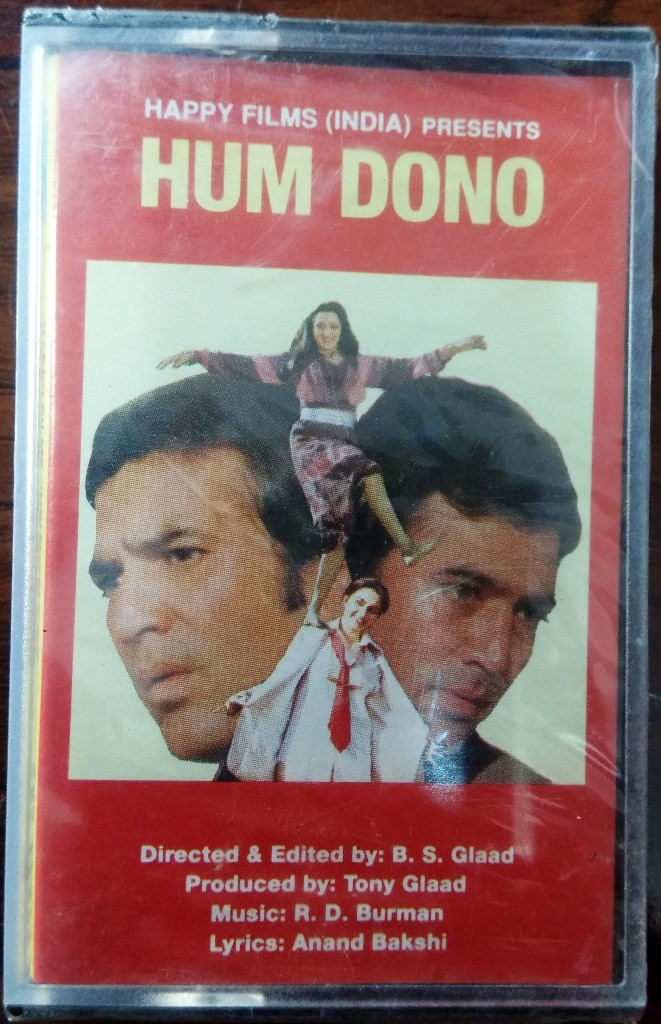 HAPPY FILMS (INDIA) PRESENTS
HUM DONO
Directed & Edited by: B. S. Glaad
Produced by: Tony Glaad
Music: R. D. Burman
Lyrics: Anand Bakshi